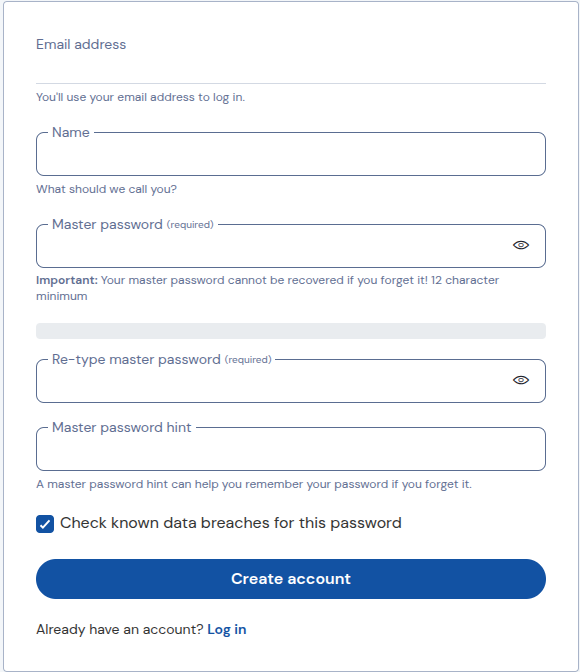 Email address
You'll use your email address to log in.
Name
What should we call you?
Master password (required)
Important: Your master password cannot be recovered if you forget it! 12 character
minimum
Re-type master password (required)
Master password hint
A master password hint can help you remember your password if you forget it.
Check known data breaches for this password
Create account
Already have an account? Log in